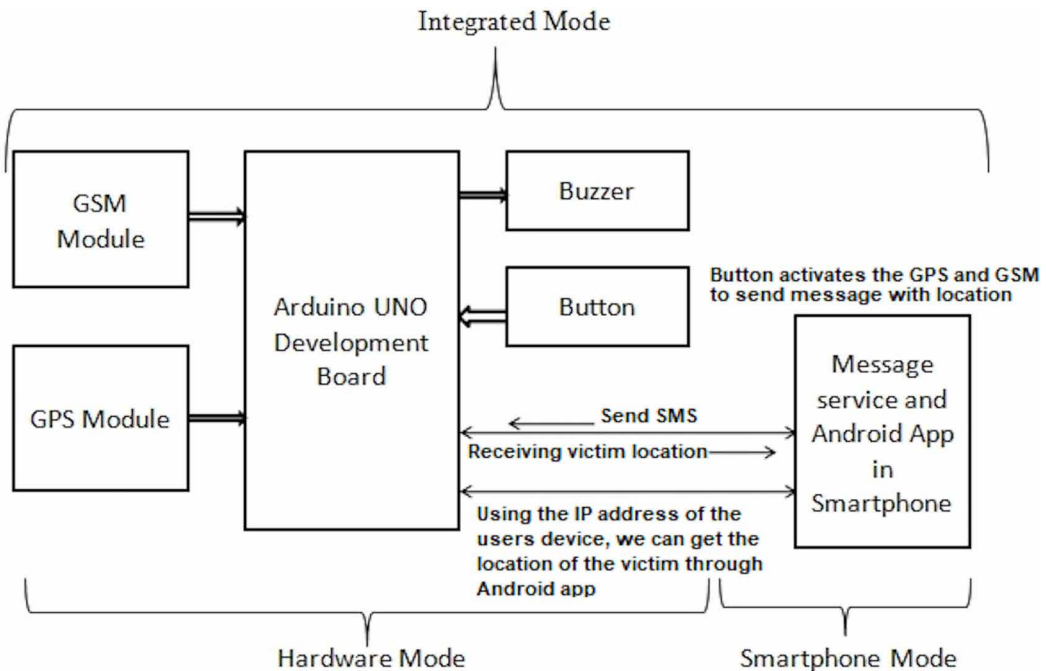 Integrated Mode
GSM
Module
Buzzer
Arduino UNO
Development
Board
Button
Button activates the GPS and GSM
to send message with location
GPS Module
Message
service and
Android App
in
Smartphone
Send SMS
Receiving victim location
Using the IP address of the
users device, we can get the
location of the victim through
Android app
Hardware Mode
Smartphone Mode